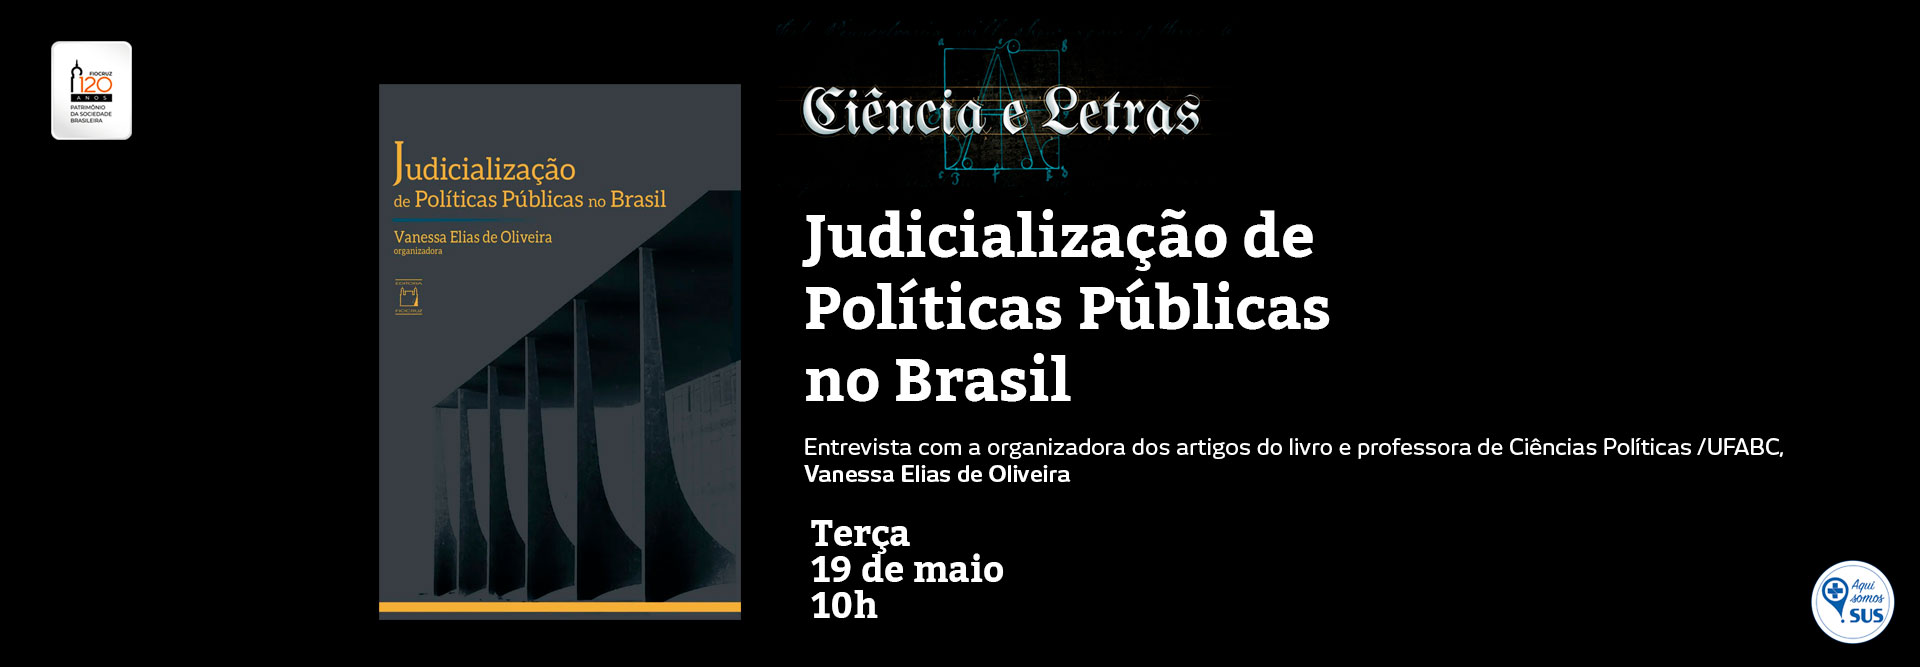 FIOCRUZ
120
ANOS
PATRIMÔNIO
DA SOCIEDADE
BRASILEIRA
Judicialização
de Políticas Públicas no Brasil
Vanessa Elias de Oliveira
organizadora
EDITORA
FIOCRUZ
Ciência e Letras
Judicialização de
Políticas Públicas
no Brasil
Entrevista com a organizadora dos artigos do livro e professora de Ciências Políticas /UFABC,
Vanessa Elias de Oliveira
Terça
19 de maio
10h
Aqui
somos
SUS